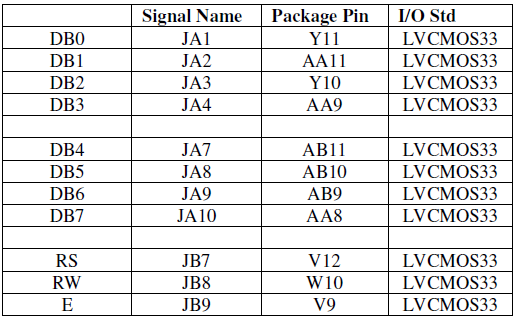 Signal Name Package Pin I/O Std
DB0 JA1 Y11 LVCMOS33
DB1 JA2 AA11 LVCMOS33
DB2 JA3 Y10 LVCMOS33
DB3 JA4 AA9 LVCMOS33
DB4 JA7 AB11 LVCMOS33
DB5 JA8 AB10 LVCMOS33
DB6 JA9 AB9 LVCMOS33
DB7 JA10 AA8 LVCMOS33
RS JB7 V12 LVCMOS33
RW JB8 W10 LVCMOS33
E JB9 V9 LVCMOS33